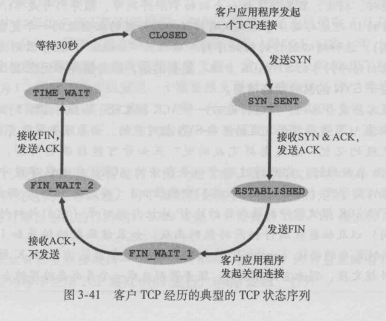 客户应用程序发起
一个TCP连接
CLOSED
等待30秒
发送SYN
TIME_WAIT
SYN_SENT
接收FIN,
发送ACK
接收SYN & ACK,
发送ACK
FIN_WAIT_2
ESTABLISHED
接收ACK,
不发送
发送FIN
FIN_WAIT_1
客户应用程序
发起关闭连接
图 3-41 客户 TCP 经历的典型的 TCP 状态序列